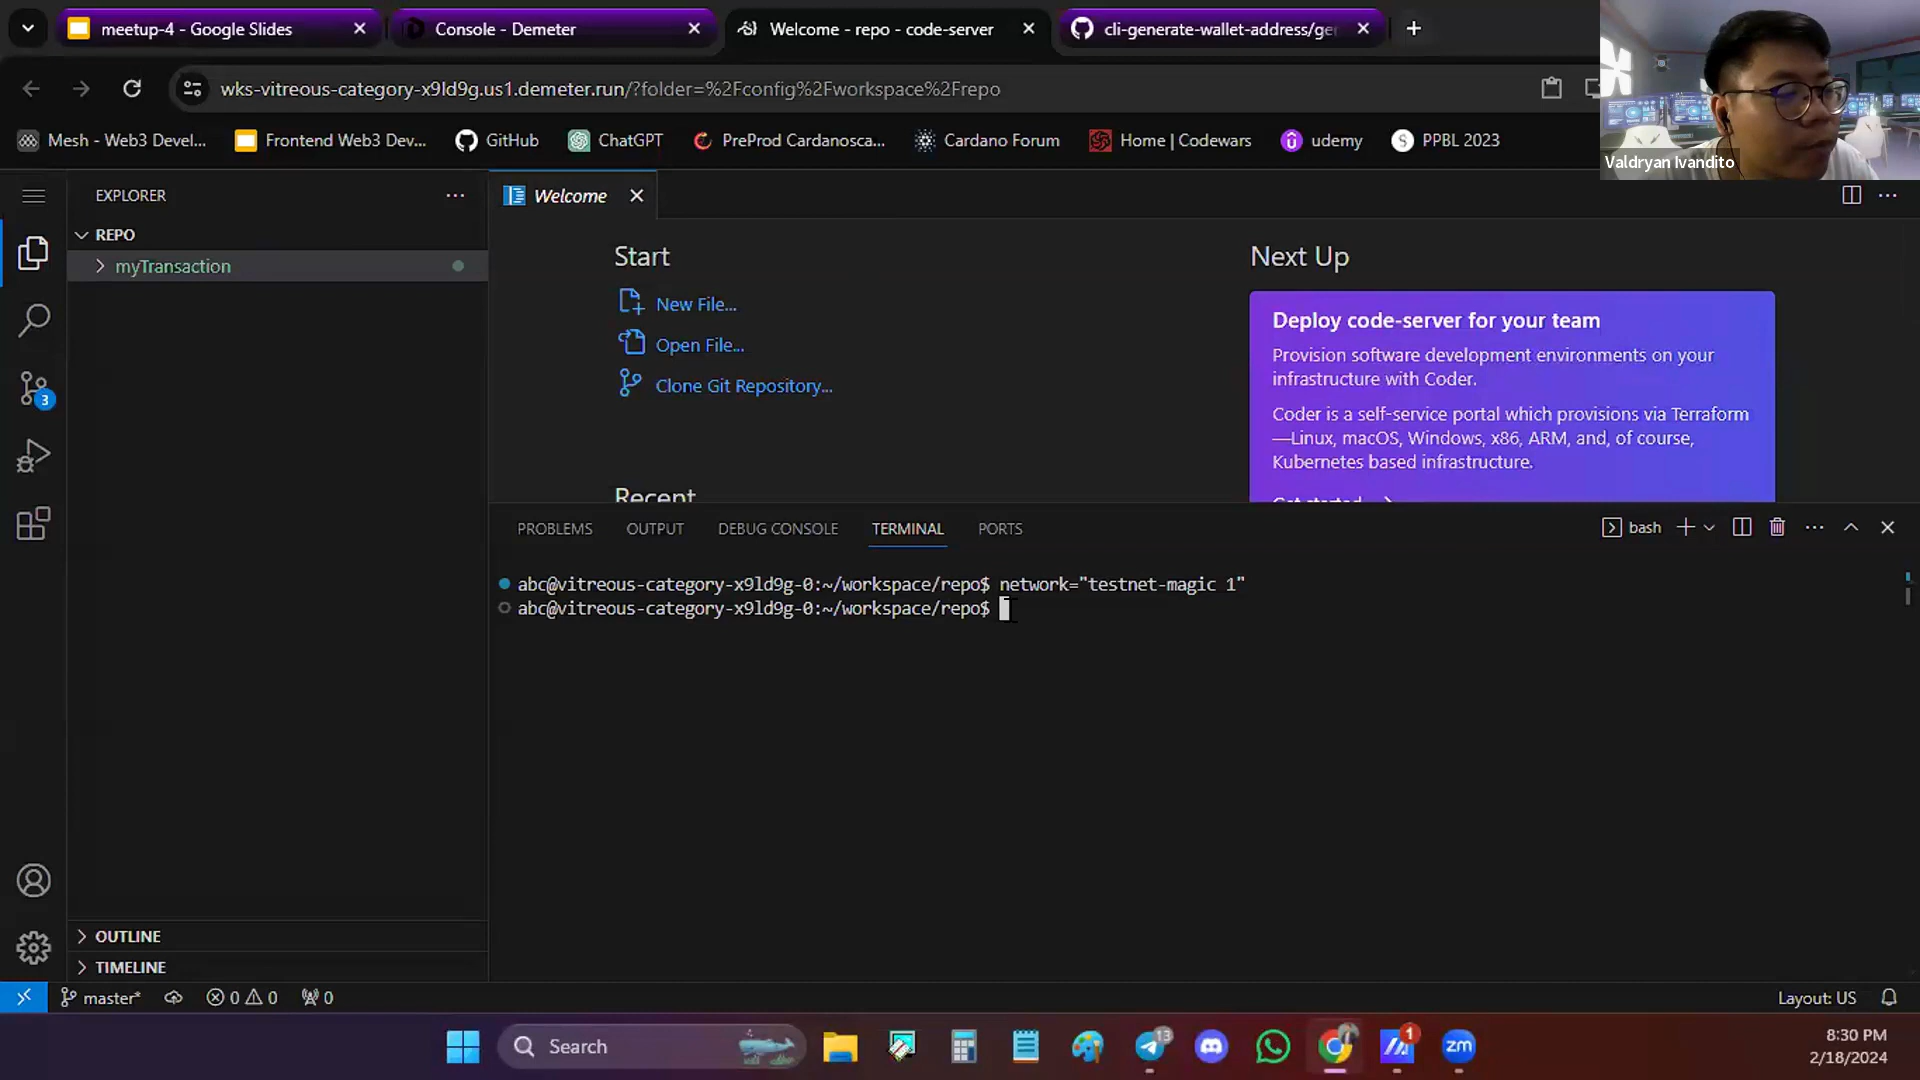 meetup-4 - Google Slides
Console - Demeter
Welcome - repo - code-server
cli-generate-wallet-address/ge
wks-vitreous-category-x9ld9g.us1.demeter.run/?folder=%2Fconfig%2Fworkspace%2Frepo
Mesh - Web3 Devel...
Frontend Web3 Dev...
GitHub
ChatGPT
PreProd Cardanosca...
Cardano Forum
Home | Codewars
udemy
PPBL 2023
Valdryan Ivandito
EXPLORER
REPO
myTransaction
3
Welcome
Start
New File...
Open File...
Clone Git Repository...
Recent
Next Up
Deploy code-server for your team
Provision software development environments on your
infrastructure with Coder.
Coder is a self-service portal which provisions via Terraform
—Linux, macOS, Windows, x86, ARM, and, of course,
Kubernetes based infrastructure.
Get started
PROBLEMS
OUTPUT
DEBUG CONSOLE
TERMINAL
PORTS
bash
abc@vitreous-category-x9ld9g-0:~/workspace/repo$ network="testnet-magic 1"
abc@vitreous-category-x9ld9g-0:~/workspace/repo$
OUTLINE
TIMELINE
master*
0
0
0
Layout: US
Search
13
1
zm
8:30 PM
2/18/2024